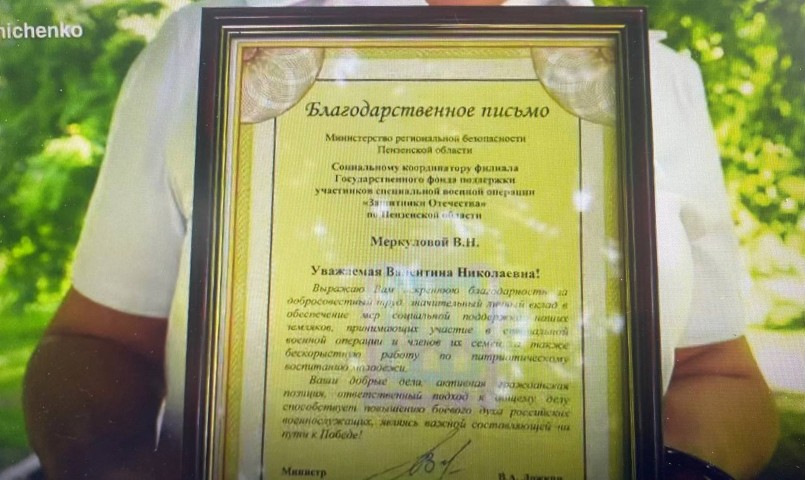 nichenko
Благодарственное письмо
Министерство региональной безопасности
Пензенской области
Социальному координатору филиала
Государственного фонда поддержки
участников специальной военной операции
«Защитники Отечества»
по Пензенской области
Меркуловой В.Н.
Уважаемая Валентина Николаевна!
Выражаю Вам искреннюю благодарность за
добросовестный труд, значительный личный вклад в
обеспечение мер социальной поддержки наших
земляков, принимающих участие в специальной
военной операции и членов их семей, а также
бескорыстную работу по патриотическому
воспитанию молодежи.
Ваши добрые дела, активная гражданская
позиция, ответственный подход к общему делу
способствует повышению боевого духа российских
военнослужащих, являясь важной составляющей на
пути к Победе!
Министр
В.А.